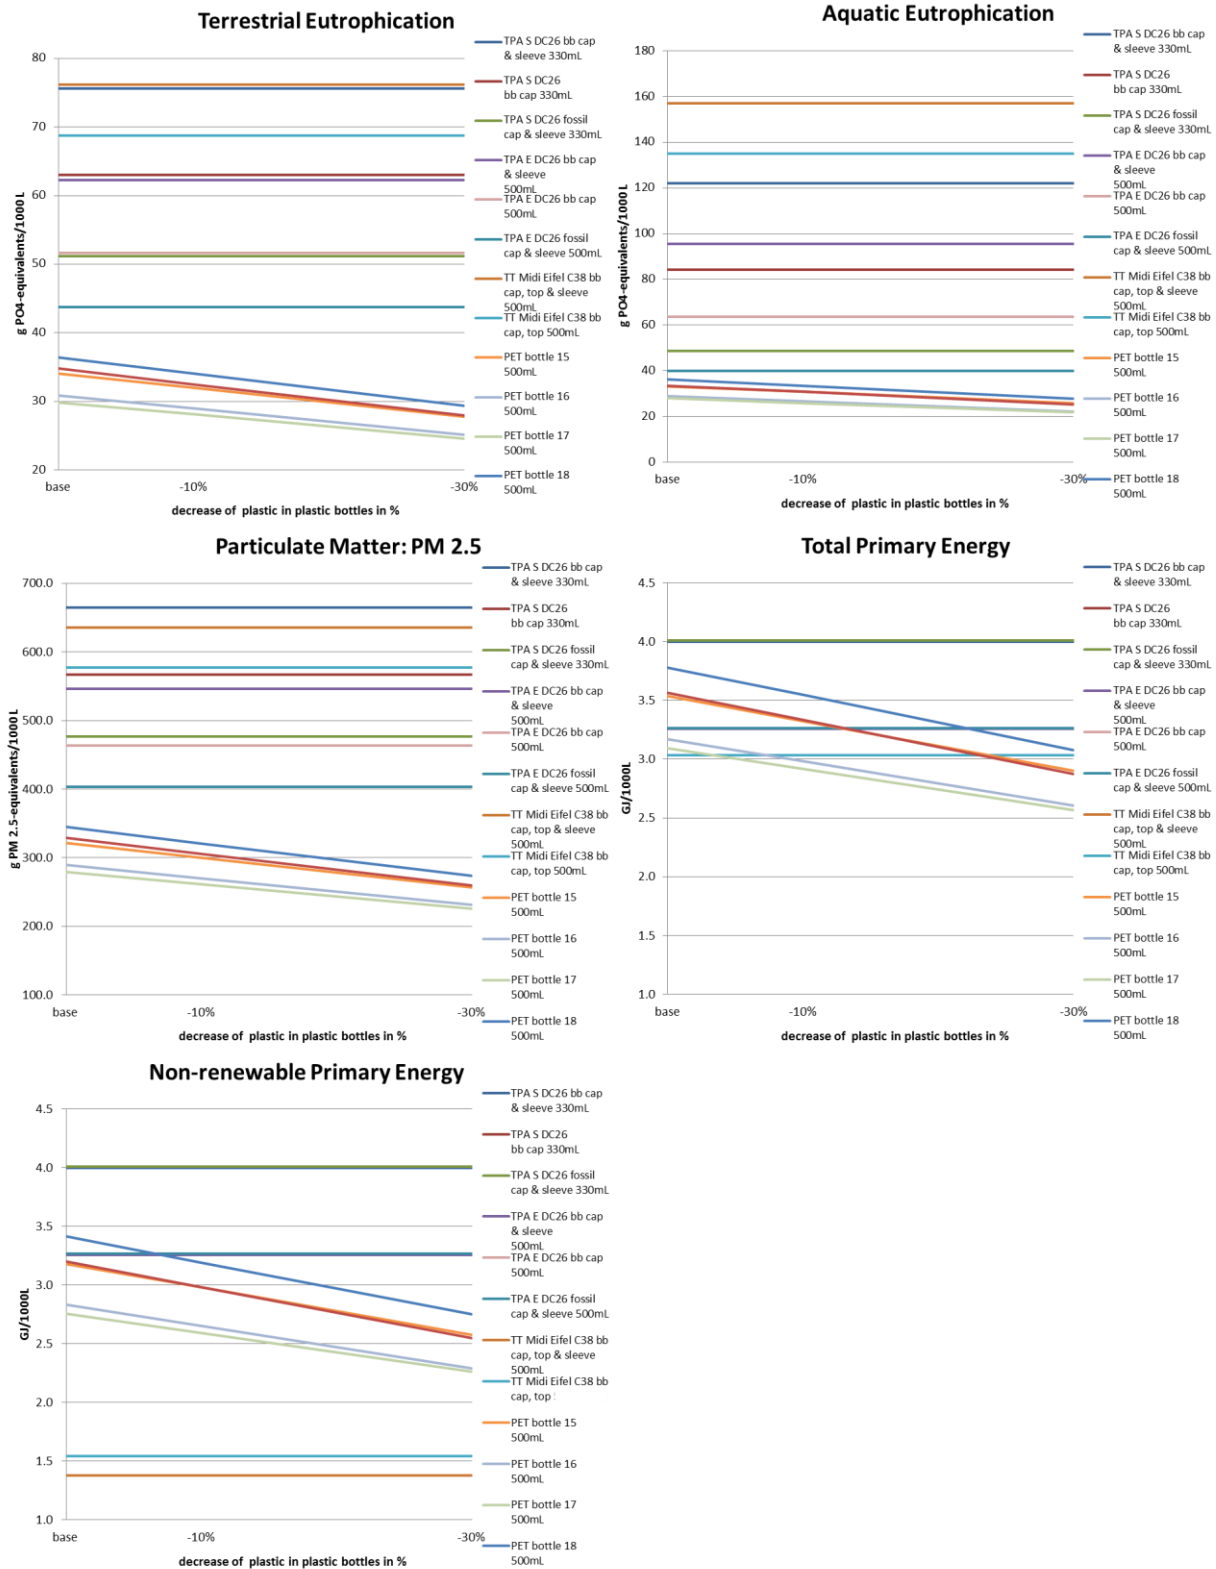 Terrestrial Eutrophication
g PO4-equivalents/1000 L
80
70
60
50
40
30
20
base
-10%
-30%
decrease of plastic in plastic bottles in %
TPA S DC26 bb cap
& sleeve 330mL
TPA S DC26
bb cap 330mL
TPA S DC26 fossil
cap & sleeve 330mL
TPA E DC26 bb cap
& sleeve
500mL
TPA E DC26 bb cap
500mL
TPA E DC26 fossil
cap & sleeve 500mL
TT Midi Eifel C38 bb
cap, top & sleeve
500mL
TT Midi Eifel C38 bb
cap, top 500mL
PET bottle 15
500mL
PET bottle 16
500mL
PET bottle 17
500mL
PET bottle 18
500mL
Aquatic Eutrophication
g PO4-equivalents/1000 L
180
160
140
120
100
80
60
40
20
0
base
-10%
-30%
decrease of plastic in plastic bottles in %
TPA S DC26 bb cap
& sleeve 330mL
TPA S DC26
bb cap 330mL
TPA S DC26 fossil
cap & sleeve 330mL
TPA E DC26 bb cap
& sleeve
500mL
TPA E DC26 bb cap
500mL
TPA E DC26 fossil
cap & sleeve 500mL
TT Midi Eifel C38 bb
cap, top & sleeve
500mL
TT Midi Eifel C38 bb
cap, top 500mL
PET bottle 15
500mL
PET bottle 16
500mL
PET bottle 17
500mL
PET bottle 18
500mL
Particulate Matter: PM 2.5
g PM 2.5-equivalents/1000 L
700.0
600.0
500.0
400.0
300.0
200.0
100.0
base
-10%
-30%
decrease of plastic in plastic bottles in %
TPA S DC26 bb cap
& sleeve 330mL
TPA S DC26
bb cap 330mL
TPA S DC26 fossil
cap & sleeve 330mL
TPA E DC26 bb cap
& sleeve
500mL
TPA E DC26 bb cap
500mL
TPA E DC26 fossil
cap & sleeve 500mL
TT Midi Eifel C38 bb
cap, top & sleeve
500mL
TT Midi Eifel C38 bb
cap, top 500mL
PET bottle 15
500mL
PET bottle 16
500mL
PET bottle 17
500mL
PET bottle 18
500mL
Total Primary Energy
GJ/1000L
4.5
4.0
3.5
3.0
2.5
2.0
1.5
1.0
base
-10%
-30%
decrease of plastic in plastic bottles in %
TPA S DC26 bb cap
& sleeve 330mL
TPA S DC26
bb cap 330mL
TPA S DC26 fossil
cap & sleeve 330mL
TPA E DC26 bb cap
& sleeve
500mL
TPA E DC26 bb cap
500mL
TPA E DC26 fossil
cap & sleeve 500mL
TT Midi Eifel C38 bb
cap, top & sleeve
500mL
TT Midi Eifel C38 bb
cap, top 500mL
PET bottle 15
500mL
PET bottle 16
500mL
PET bottle 17
500mL
PET bottle 18
500mL
Non-renewable Primary Energy
GJ/1000L
4.5
4.0
3.5
3.0
2.5
2.0
1.5
1.0
base
-10%
-30%
decrease of plastic in plastic bottles in %
TPA S DC26 bb cap
& sleeve 330mL
TPA S DC26
bb cap 330mL
TPA S DC26 fossil
cap & sleeve 330mL
TPA E DC26 bb cap
& sleeve
500mL
TPA E DC26 bb cap
500mL
TPA E DC26 fossil
cap & sleeve 500mL
TT Midi Eifel C38 bb
cap, top & sleeve
500mL
TT Midi Eifel C38 bb
cap, top
PET bottle 15
500mL
PET bottle 16
500mL
PET bottle 17
500mL
PET bottle 18
500mL